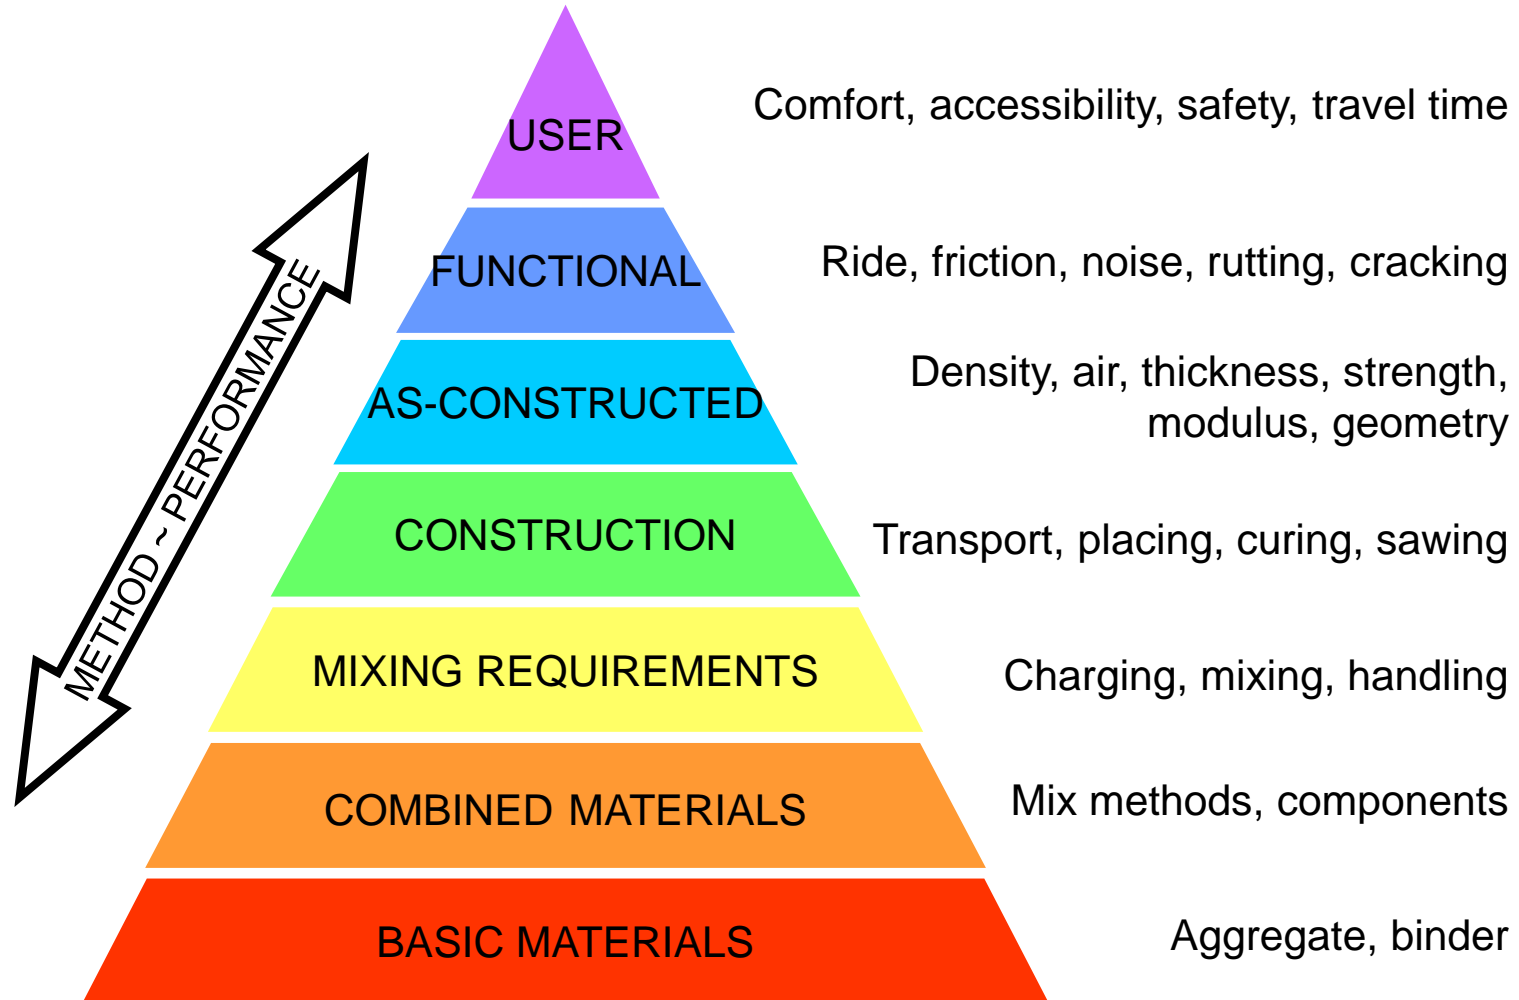 Comfort, accessibility, safety, travel time
USER
Ride, friction, noise, rutting, cracking
FUNCTIONAL
Density, air, thickness, strength,
modulus, geometry
AS-CONSTRUCTED
METHOD ~ PERFORMANCE
CONSTRUCTION
Transport, placing, curing, sawing
MIXING REQUIREMENTS
Charging, mixing, handling
COMBINED MATERIALS
Mix methods, components
BASIC MATERIALS
Aggregate, binder